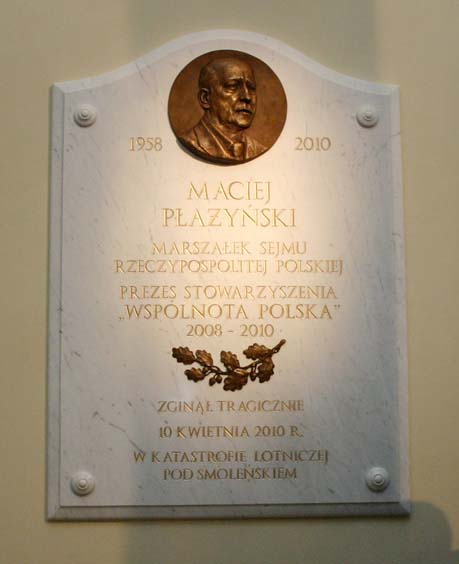 1958 2010
MACIEJ
PŁAŻYŃSKI
MARSZAŁEK SEJMU
RZECZYPOSPOLITEJ POLSKIEJ
PREZES STOWARZYSZENIA
„WSPÓLNOTA POLSKA”
2008 - 2010
ZGINĄŁ TRAGICZNIE
10 KWIETNIA 2010 R.
W KATASTROFIE LOTNICZEJ
POD SMOLEŃSKIEM